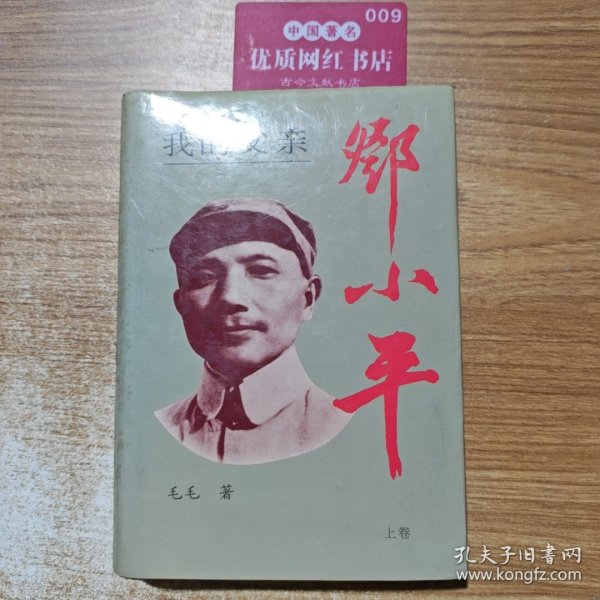 009
中国著名
优质网红书店
古今文献书店
我的父亲
邓小平
毛毛 著
上卷
孔夫子旧书网
www.kongfz.com